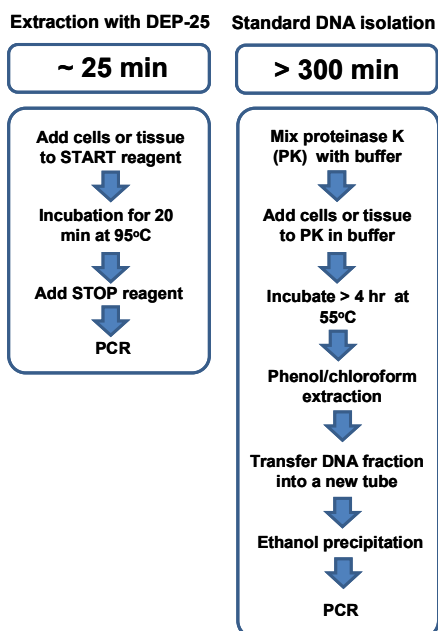 Extraction with DEP-25
~ 25 min
Add cells or tissue
to START reagent
Incubation for 20
min at 95ºC
Add STOP reagent
PCR
Standard DNA isolation
> 300 min
Mix proteinase K
(PK) with buffer
Add cells or tissue
to PK in buffer
Incubate > 4 hr at
55ºC
Phenol/chloroform
extraction
Transfer DNA fraction
into a new tube
Ethanol precipitation
PCR